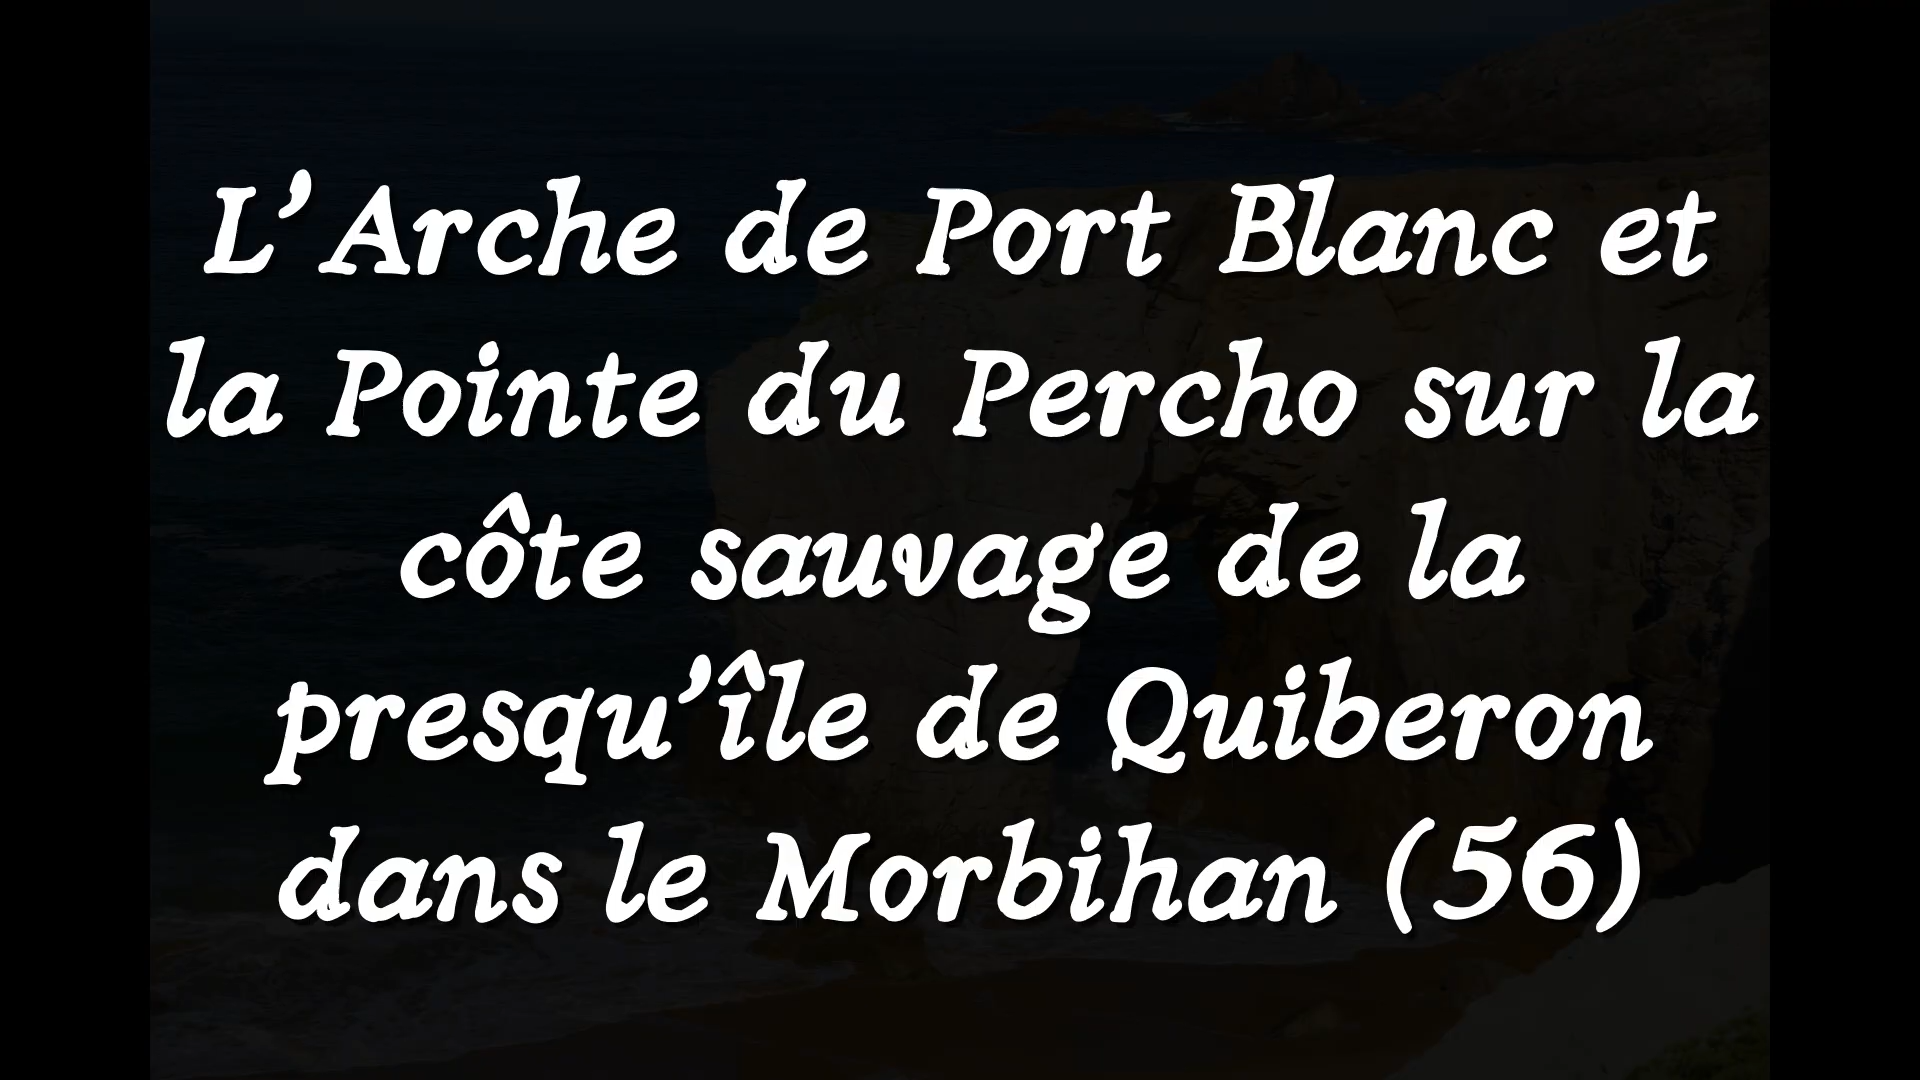 L’Arche de Port Blanc et
la Pointe du Percho sur la
côte sauvage de la
presqu’île de Quiberon
dans le Morbihan (56)